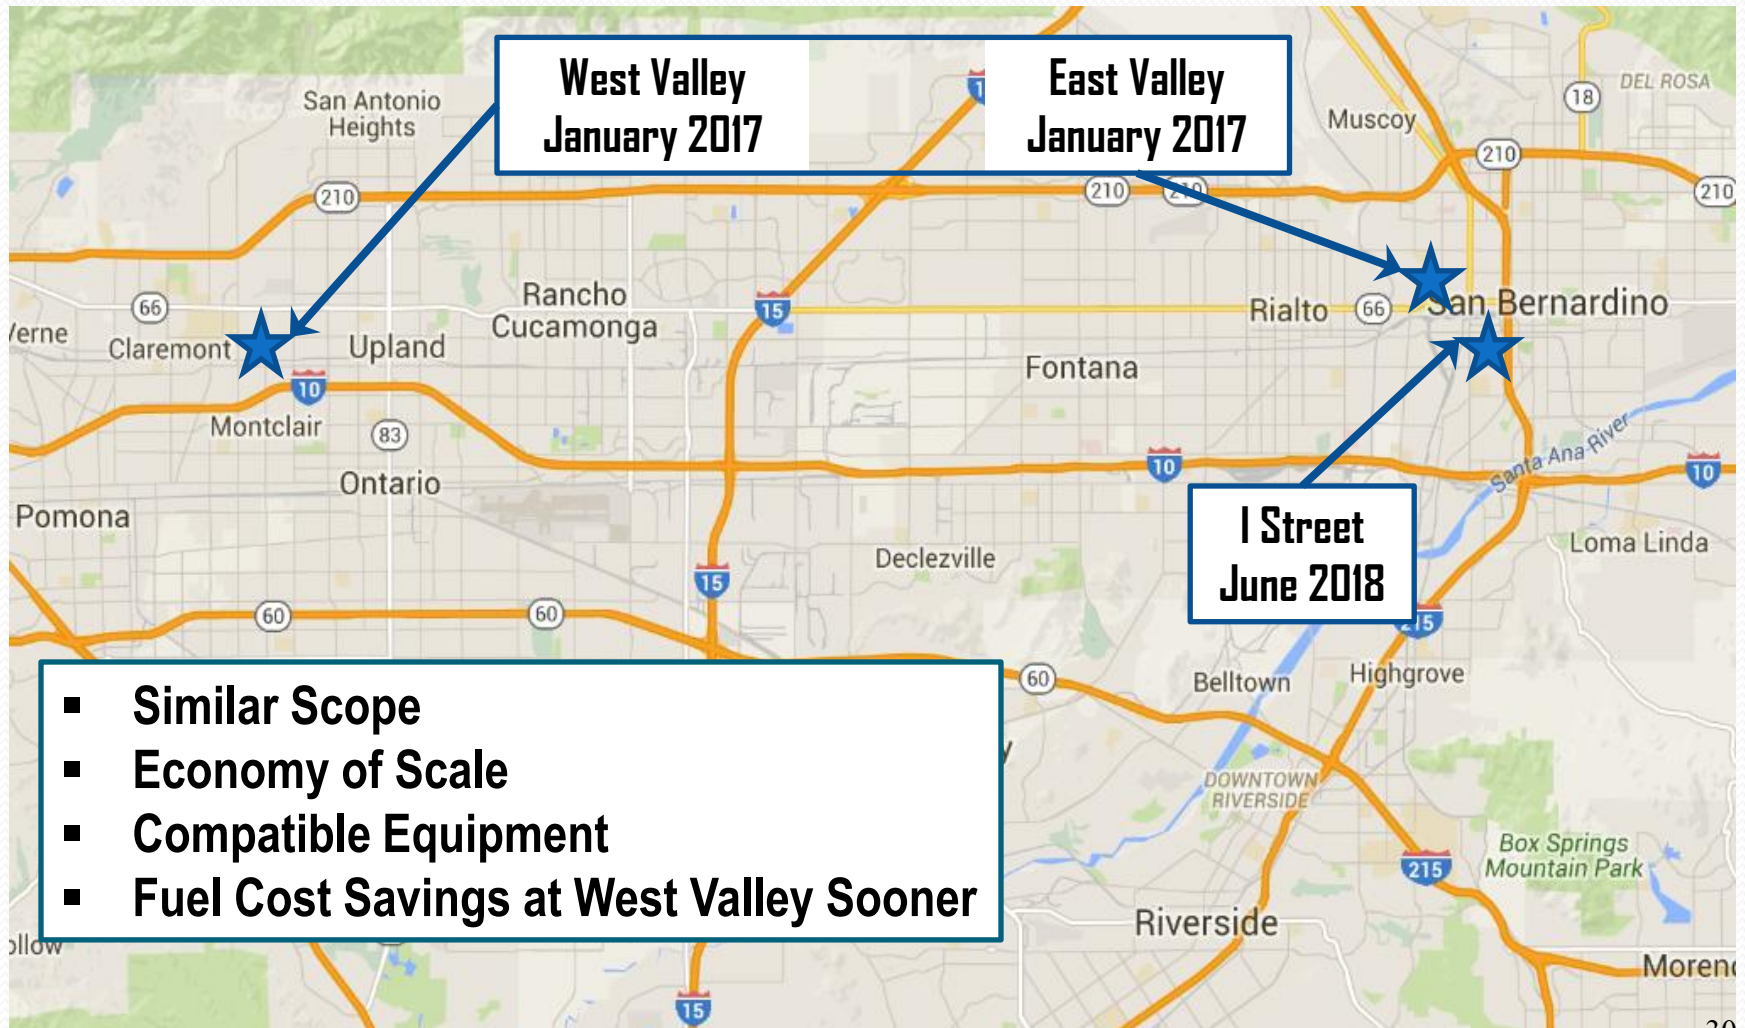 West Valley
January 2017
East Valley
January 2017
San Antonio
Heights
Muscoy
18
DEL ROSA
210
210
210
210
210
66
Rancho
Cucamonga
15
Rialto
66
San Bernardino
Claremont
Upland
10
Fontana
Montclair
83
Ontario
10
10
Santa Ana River
Pomona
I Street
June 2018
Declezville
Loma Linda
15
60
60
215
60
Belltown
Highgrove
▪ Similar Scope
▪ Economy of Scale
▪ Compatible Equipment
▪ Fuel Cost Savings at West Valley Sooner
DOWNTOWN
RIVERSIDE
Box Springs
Mountain Park
215
Riverside
15